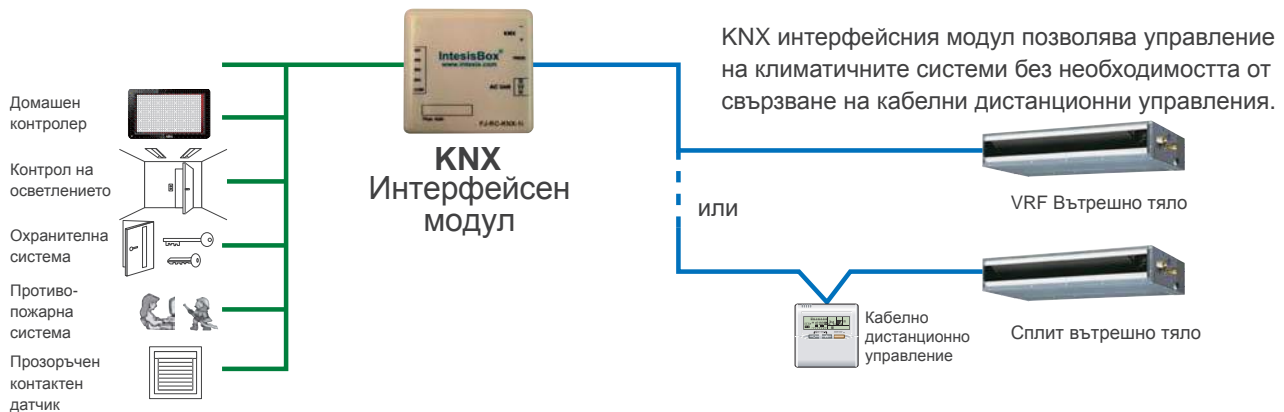 KNX интерфейсния модул позволява управление
на климатичните системи без необходимостта от
свързване на кабелни дистанционни управления.
IntesisBox®
www.intesis.com
KNX
AC Unit
FJ-RC-KNX-1i
KNX
Интерфейсен
модул
Домашен
контролер
Контрол на
осветлението
Охранителна
система
Противо-
пожарна
система
Прозоръчен
контактен
датчик
или
VRF Вътрешно тяло
Кабелно
дистанционно
управление
Сплит вътрешно тяло